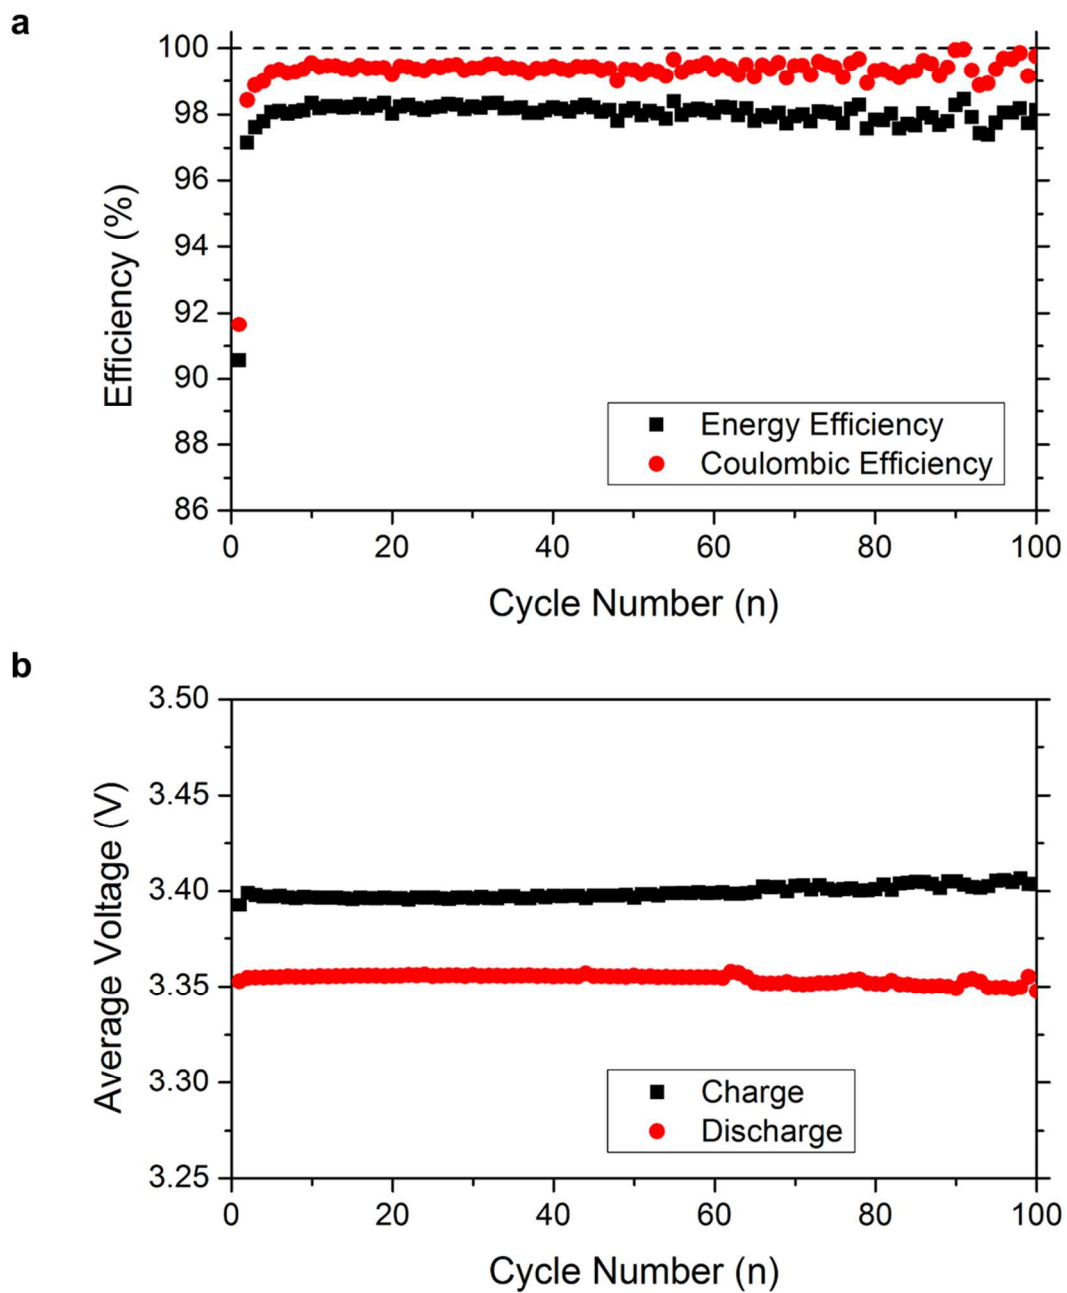 a
100
98
96
94
92
90
88
86
Efficiency (%)
Energy Efficiency
Coulombic Efficiency
0 20 40 60 80 100
Cycle Number (n)
b
3.50
3.45
3.40
3.35
3.30
3.25
Average Voltage (V)
Charge
Discharge
0 20 40 60 80 100
Cycle Number (n)